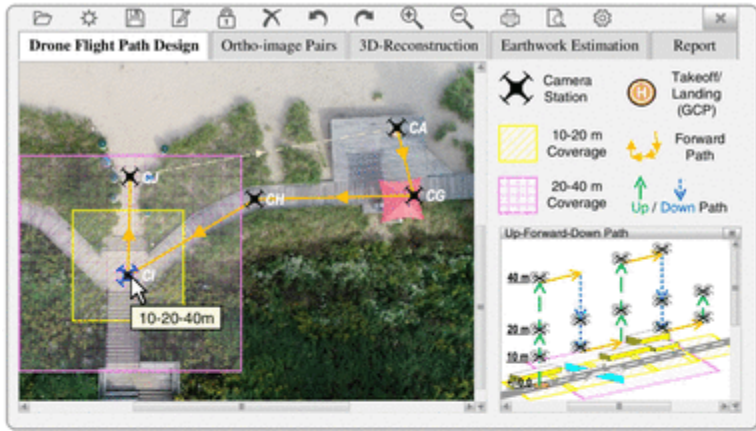 Drone Flight Path Design
Ortho-image Pairs
3D-Reconstruction
Earthwork Estimation
Report
CA
CJ
CH
CG
CI
10-20-40m
Camera
Station
H
Takeoff/
Landing
(GCP)
10-20 m
Coverage
Forward
Path
20-40 m
Coverage
Up / Down Path
Up-Forward-Down Path
40 m
20 m
10 m